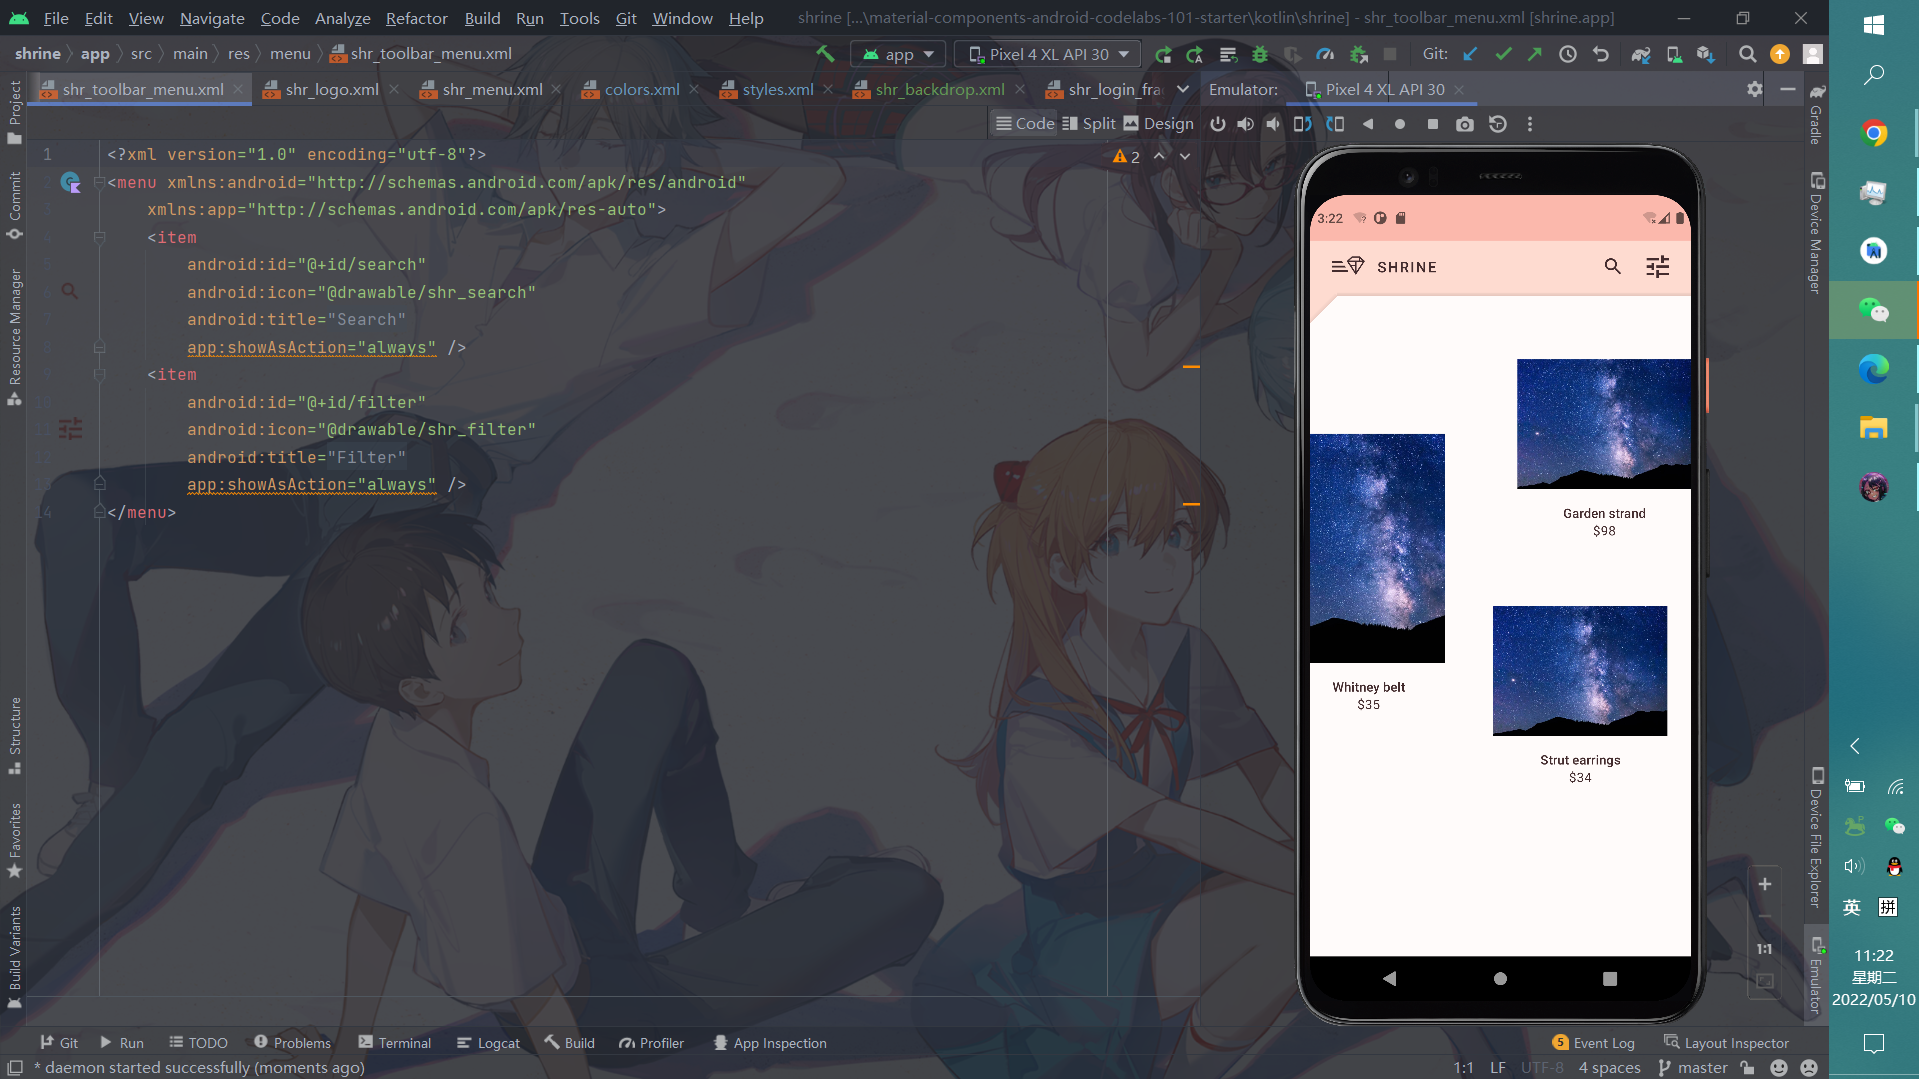 File Edit View Navigate Code Analyze Refactor Build Run Tools Git Window Help shrine [...\material-components-android-codelabs-101-starter\kotlin\shrine] - shr_toolbar_menu.xml [shrine.app]
shrine app src main res menu shr_toolbar_menu.xml app Pixel 4 XL API 30 Git:
shr_toolbar_menu.xml shr_logo.xml shr_menu.xml colors.xml styles.xml shr_backdrop.xml shr_login_fra Emulator: Pixel 4 XL API 30
Code Split Design
Project
Commit
Resource Manager
Structure
Favorites
Build Variants
2
1 <?xml version="1.0" encoding="utf-8"?>
2 <menu xmlns:android="http://schemas.android.com/apk/res/android"
3 xmlns:app="http://schemas.android.com/apk/res-auto">
4 <item
5 android:id="@+id/search"
6 android:icon="@drawable/shr_search"
7 android:title="Search"
8 app:showAsAction="always" />
9 <item
10 android:id="@+id/filter"
11 android:icon="@drawable/shr_filter"
12 android:title="Filter"
13 app:showAsAction="always" />
14 </menu>
3:22
SHRINE
Garden strand
$98
Whitney belt
$35
Strut earrings
$34
1:1
Gradle
Device Manager
Device File Explorer
Emulator
英 拼
11:22
星期二
2022/05/10
Git Run TODO Problems Terminal Logcat Build Profiler App Inspection 5 Event Log Layout Inspector
* daemon started successfully (moments ago) 1:1 LF UTF-8 4 spaces master